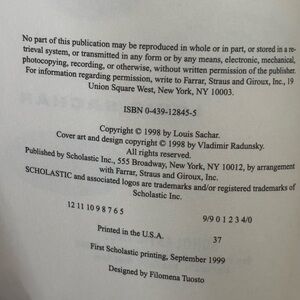 No part of this publication may be reproduced in whole or in part, or stored in a re-
trieval system, or transmitted in any form or by any means, electronic, mechanical,
photocopying, recording, or otherwise, without written permission of the publisher.
For information regarding permission, write to Farrar, Straus and Giroux, Inc., 19
Union Square West, New York, NY 10003.
ISBN 0-439-12845-5
Copyright © 1998 by Louis Sachar.
Cover art and design copyright © 1998 by Vladimir Radunsky.
All rights reserved.
Published by Scholastic Inc., 555 Broadway, New York, NY 10012, by arrangement
with Farrar, Straus and Giroux, Inc.
SCHOLASTIC and associated logos are trademarks and/or registered trademarks of
Scholastic Inc.
12 11 10 9 8 7 6 5 9/9 0 1 2 3 4/0
Printed in the U.S.A. 37
First Scholastic printing, September 1999
Designed by Filomena Tuosto